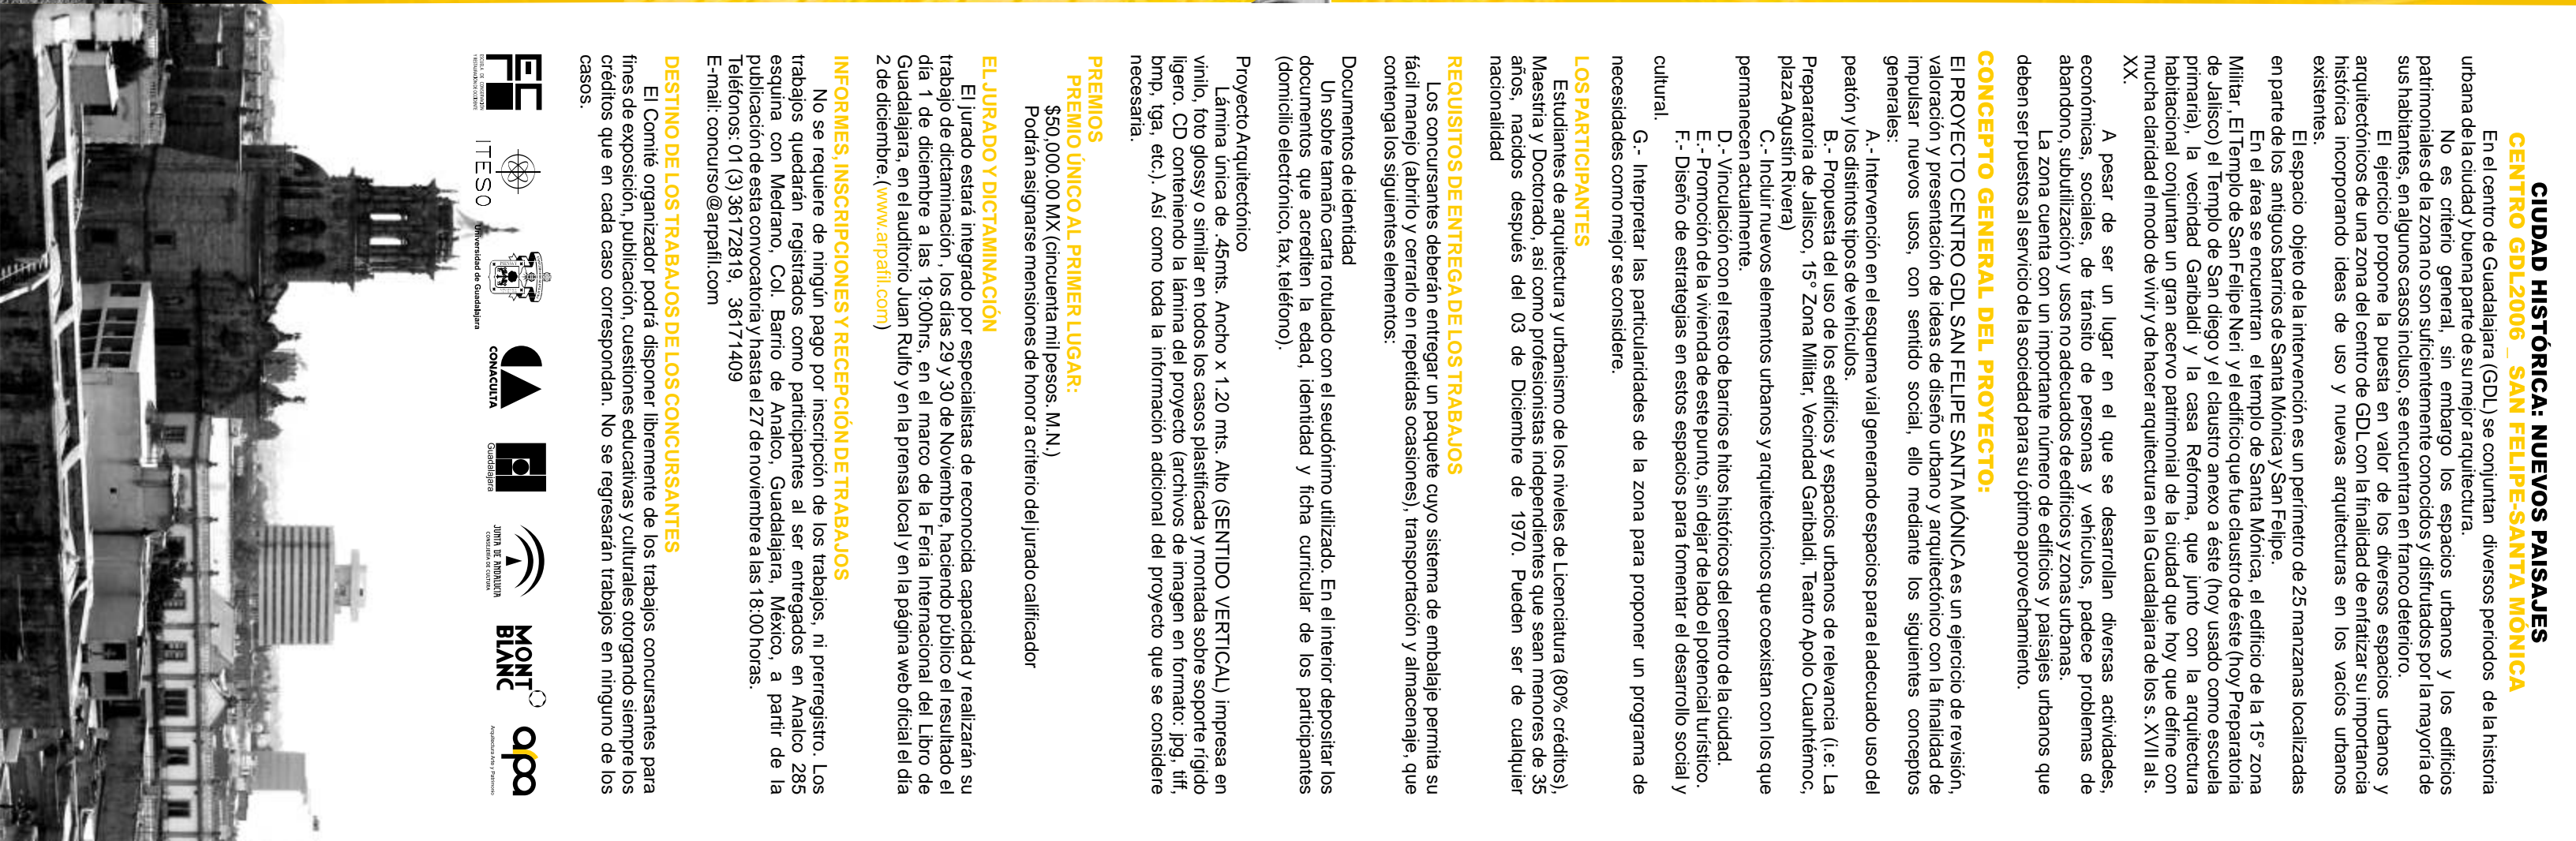 CIUDAD HISTÓRICA: NUEVOS PAISAJES
CENTRO GDL2006 _ SAN FELIPE-SANTA MÓNICA
En el centro de Guadalajara (GDL) se conjuntan diversos periodos de la historia
urbana de la ciudad y buena parte de su mejor arquitectura.
No es criterio general, sin embargo los espacios urbanos y los edificios
patrimoniales de la zona no son suficientemente conocidos y disfrutados por la mayoría de
sus habitantes, en algunos casos incluso, se encuentran en franco deterioro.
El ejercicio propone la puesta en valor de los diversos espacios urbanos y
arquitectónicos de una zona del centro de GDL con la finalidad de enfatizar su importancia
histórica incorporando ideas de uso y nuevas arquitecturas en los vacíos urbanos
existentes.
El espacio objeto de la intervención es un perímetro de 25 manzanas localizadas
en parte de los antiguos barrios de Santa Mónica y San Felipe.
En el área se encuentran el templo de Santa Mónica, el edificio de la 15° zona
Militar, El Templo de San Felipe Neri y el edificio que fue claustro de éste (hoy Preparatoria
de Jalisco) el Templo de San diego y el claustro anexo a éste (hoy usado como escuela
primaria), la vecindad Garibaldi y la casa Reforma, que junto con la arquitectura
habitacional conjuntan un gran acervo patrimonial de la ciudad que hoy que define con
mucha claridad el modo de vivir y de hacer arquitectura en la Guadalajara de los s. XVII al s.
XX.
A pesar de ser un lugar en el que se desarrollan diversas actividades,
económicas, sociales, de tránsito de personas y vehículos, padece problemas de
abandono, subutilización y usos no adecuados de edificios y zonas urbanas.
La zona cuenta con un importante número de edificios y paisajes urbanos que
deben ser puestos al servicio de la sociedad para su óptimo aprovechamiento.
CONCEPTO GENERAL DEL PROYECTO:
El PROYECTO CENTRO GDL SAN FELIPE SANTA MÓNICA es un ejercicio de revisión,
valoración y presentación de ideas de diseño urbano y arquitectónico con la finalidad de
impulsar nuevos usos, con sentido social, ello mediante los siguientes conceptos
generales:
A.- Intervención en el esquema vial generando espacios para el adecuado uso del
peatón y los distintos tipos de vehículos.
B.- Propuesta del uso de los edificios y espacios urbanos de relevancia (i.e: La
Preparatoria de Jalisco, 15° Zona Militar, Vecindad Garibaldi, Teatro Apolo Cuauhtémoc,
plaza Agustín Rivera)
C.- Incluir nuevos elementos urbanos y arquitectónicos que coexistan con los que
permanecen actualmente.
D.- Vinculación con el resto de barrios e hitos históricos del centro de la ciudad.
E.- Promoción de la vivienda de este punto, sin dejar de lado el potencial turístico.
F.- Diseño de estrategias en estos espacios para fomentar el desarrollo social y
cultural.
G.- Interpretar las particularidades de la zona para proponer un programa de
necesidades como mejor se considere.
LOS PARTICIPANTES
Estudiantes de arquitectura y urbanismo de los niveles de Licenciatura (80% créditos),
Maestría y Doctorado, así como profesionistas independientes que sean menores de 35
años, nacidos después del 03 de Diciembre de 1970. Pueden ser de cualquier
nacionalidad
REQUISITOS DE ENTREGA DE LOS TRABAJOS
Los concursantes deberán entregar un paquete cuyo sistema de embalaje permita su
fácil manejo (abrirlo y cerrarlo en repetidas ocasiones), transportación y almacenaje, que
contenga los siguientes elementos:
Documentos de identidad
Un sobre tamaño carta rotulado con el seudónimo utilizado. En el interior depositar los
documentos que acrediten la edad, identidad y ficha curricular de los participantes
(domicilio electrónico, fax, teléfono).
Proyecto Arquitectónico
Lámina única de .45mts. Ancho x 1.20 mts. Alto (SENTIDO VERTICAL) impresa en
vinilo, foto glossy o similar en todos los casos plastificada y montada sobre soporte rígido
ligero. CD conteniendo la lámina del proyecto (archivos de imagen en formato: jpg, tiff,
bmp, tga, etc.). Así como toda la información adicional del proyecto que se considere
necesaria.
PREMIOS
PREMIO ÚNICO AL PRIMER LUGAR:
$50,000.00 MX (cincuenta mil pesos. M.N.)
Podrán asignarse mensiones de honor a criterio del jurado calificador
EL JURADO Y DICTAMINACIÓN
El jurado estará integrado por especialistas de reconocida capacidad y realizarán su
trabajo de dictaminación, los días 29 y 30 de Noviembre, haciendo público el resultado el
día 1 de diciembre a las 19:00hrs, en el marco de la Feria Internacional del Libro de
Guadalajara, en el auditorio Juan Rulfo y en la prensa local y en la página web oficial el día
2 de diciembre. (www.arpafil.com)
INFORMES, INSCRIPCIONES Y RECEPCIÓN DE TRABAJOS
No se requiere de ningún pago por inscripción de los trabajos, ni prerregistro. Los
trabajos quedarán registrados como participantes al ser entregados en Analco 285
esquina con Medrano, Col. Barrio de Analco, Guadalajara, México, a partir de la
publicación de esta convocatoria y hasta el 27 de noviembre a las 18:00 horas.
Teléfonos: 01 (3) 36172819, 36171409
E-mail: concurso@arpafil.com
DESTINO DE LOS TRABAJOS DE LOS CONCURSANTES
El Comité organizador podrá disponer libremente de los trabajos concursantes para
fines de exposición, publicación, cuestiones educativas y culturales otorgando siempre los
créditos que en cada caso correspondan. No se regresarán trabajos en ninguno de los
casos.
ECRO
ESCUELA DE CONSERVACIÓN
Y RESTAURACIÓN DE OCCIDENTE
ITESO
Universidad de Guadalajara
CONACULTA
fil
Guadalajara
JUNTA DE ANDALUCIA
CONSEJERÍA DE CULTURA
MONT
BLANC
arpa
Arquitectura Arte y Patrimonio